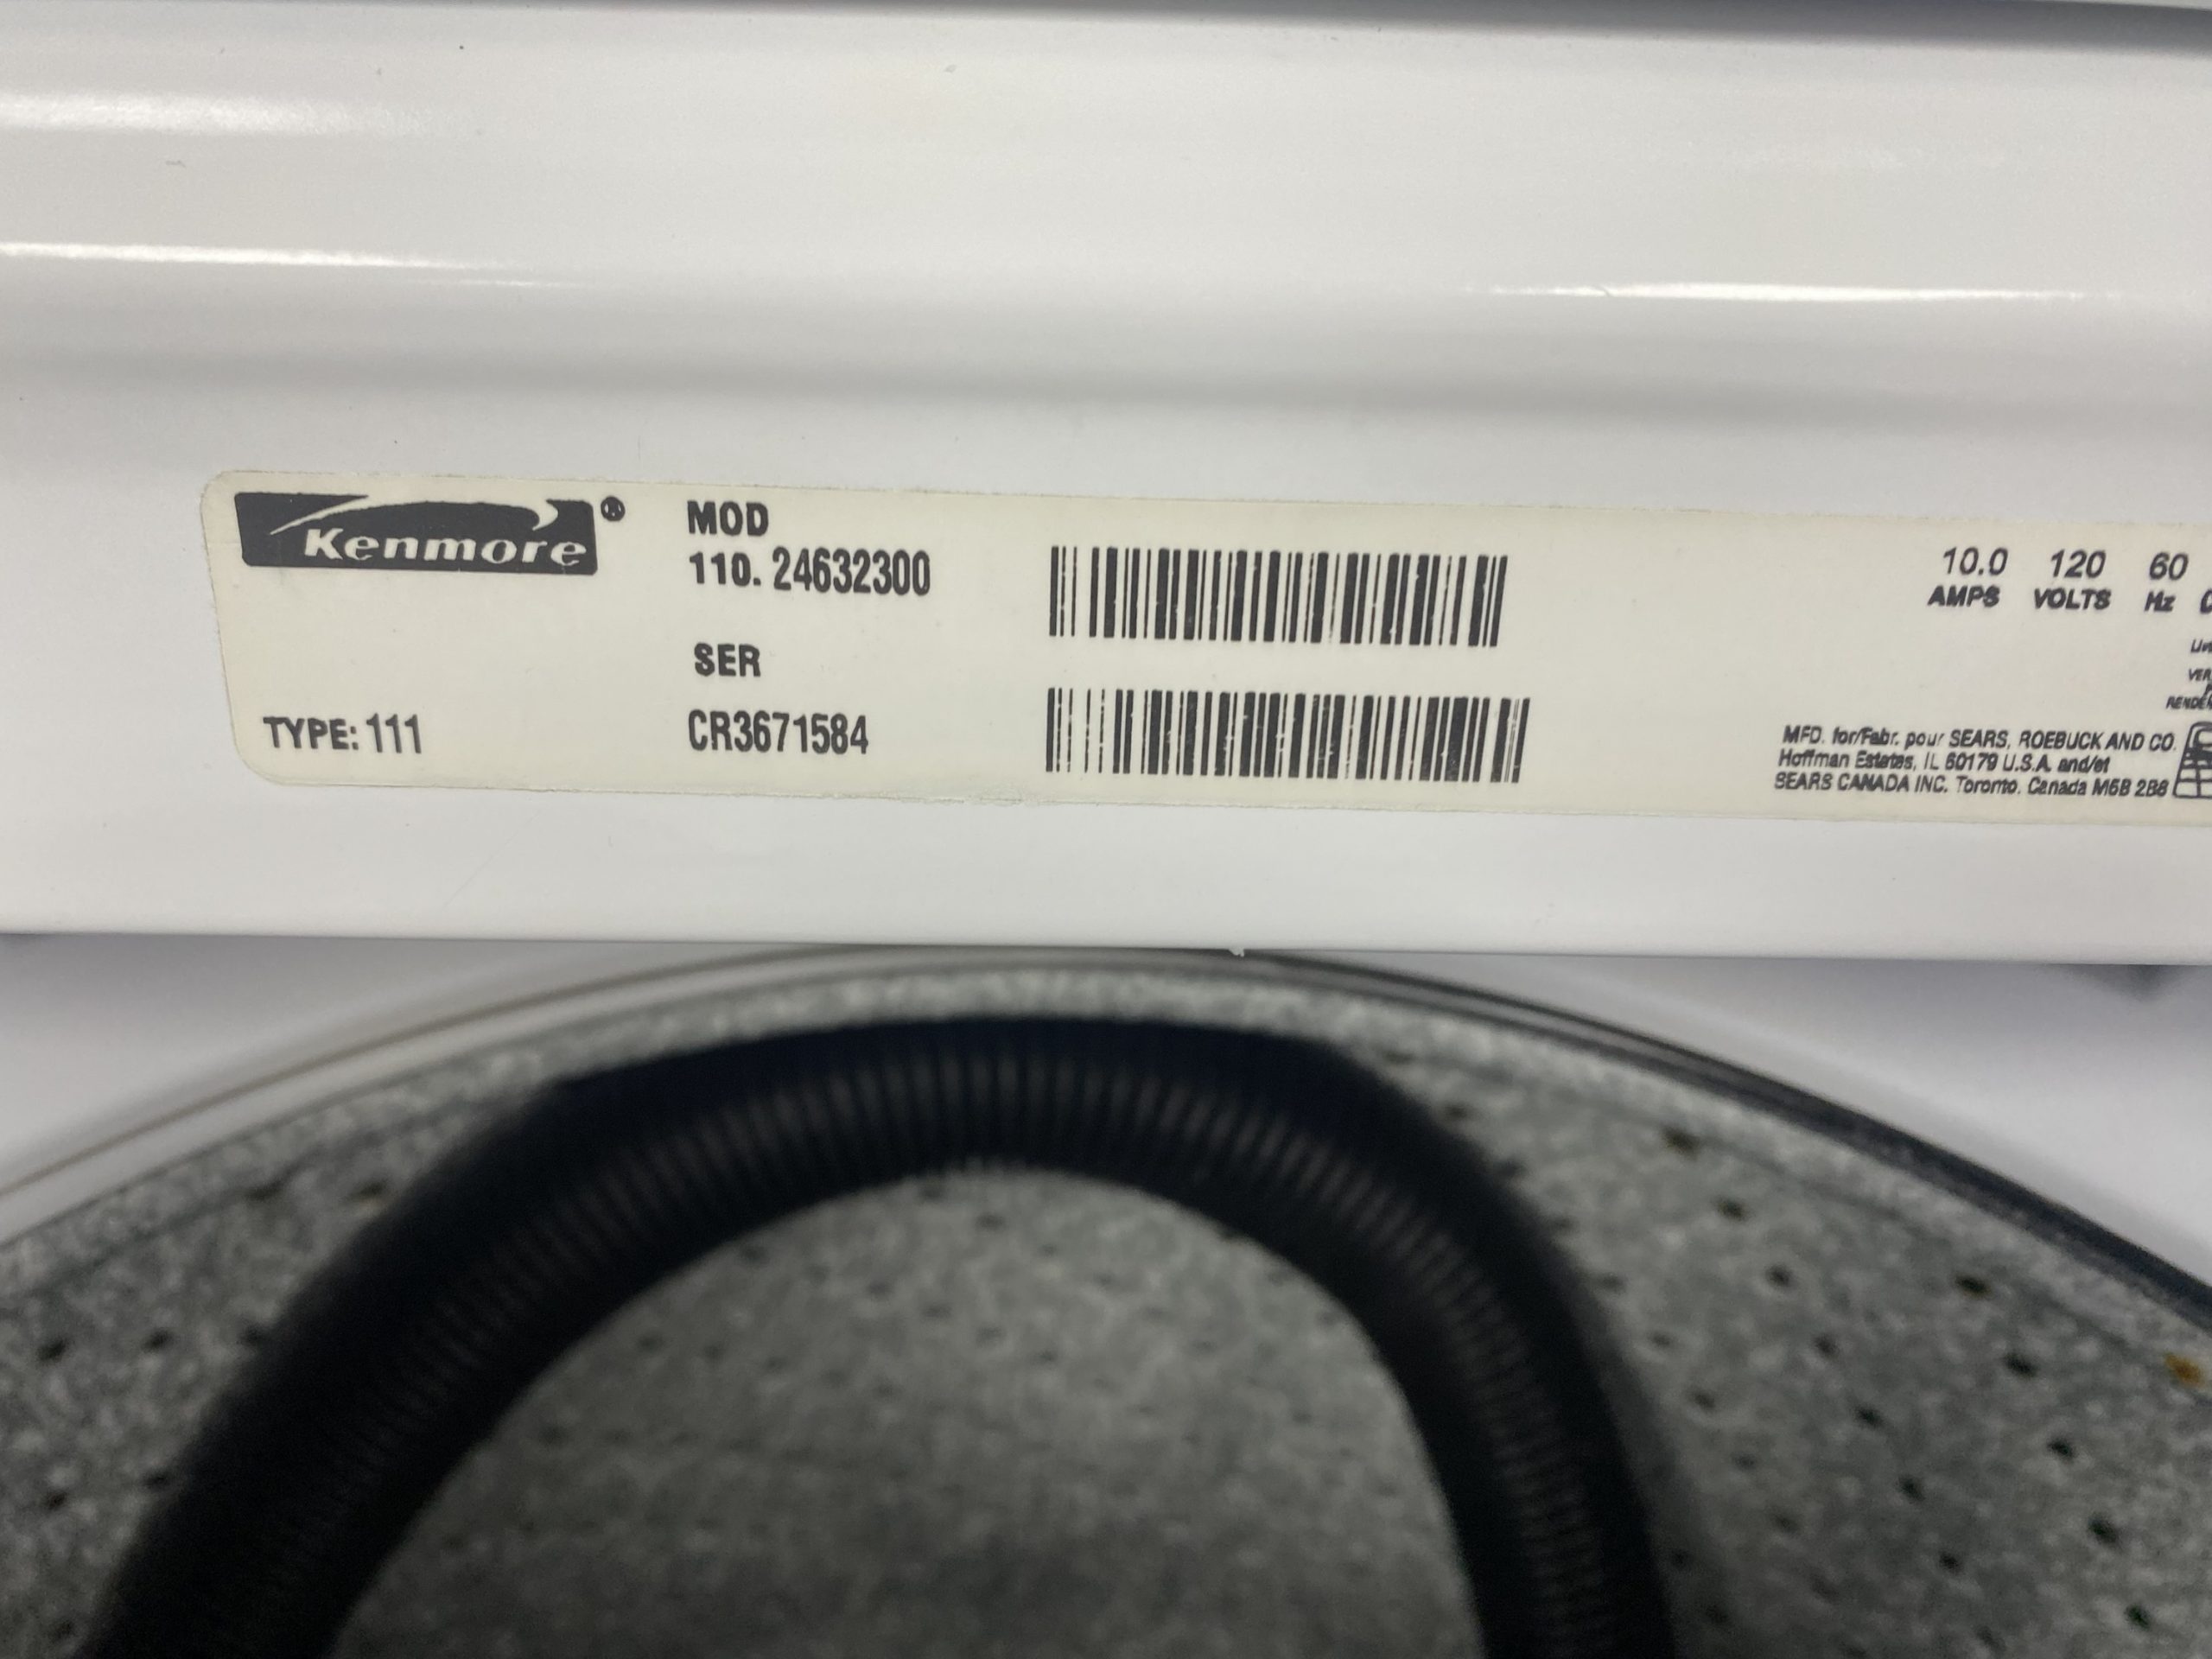 Kenmore®
MOD
110. 24632300
SER
CR3671584
TYPE: 111
10.0 120 60
AMPS VOLTS Hz
MFD. for/Fabr. pour SEARS, ROEBUCK AND CO.
Hoffman Estates, IL 60179 U.S.A. and/et
SEARS CANADA INC. Toronto. Canada M5B 2B8